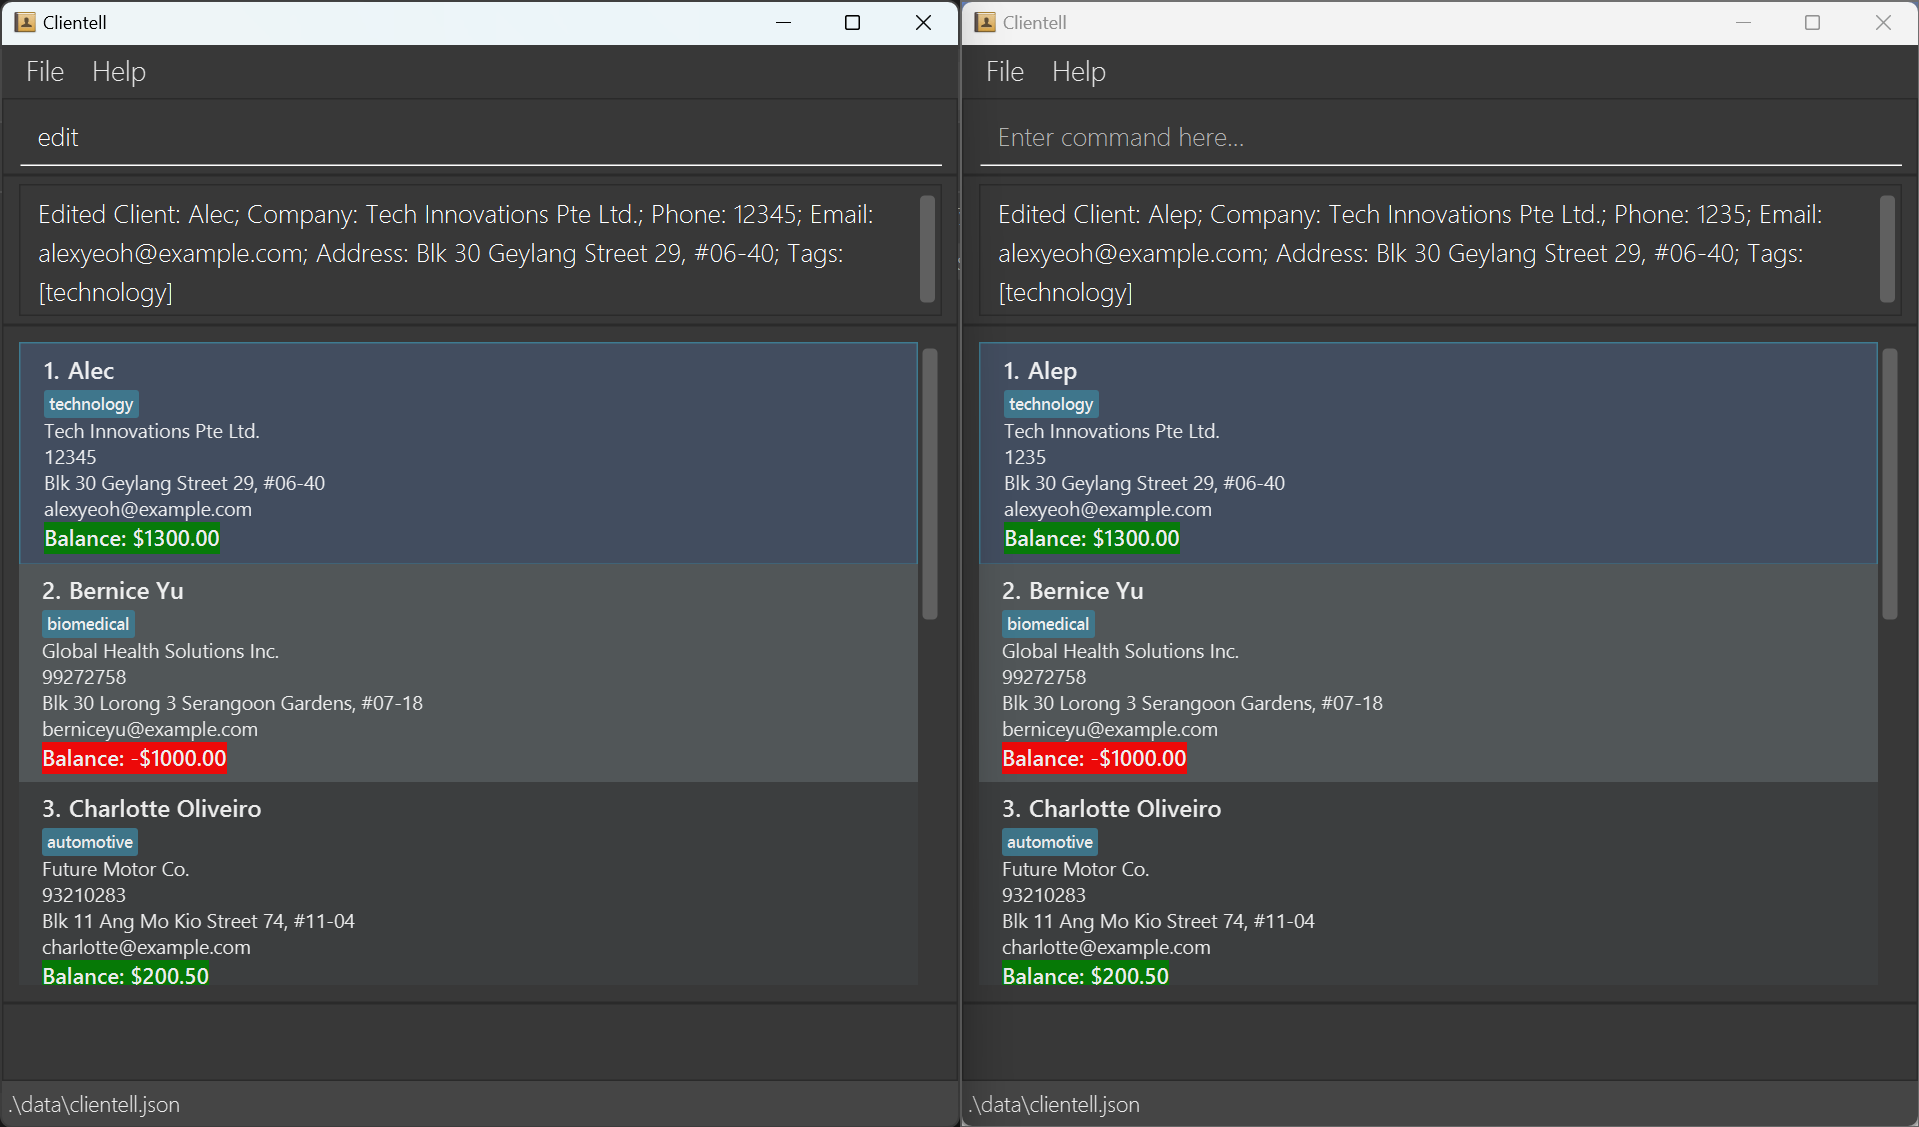 Clientell
File Help
edit
Edited Client: Alec; Company: Tech Innovations Pte Ltd.; Phone: 12345; Email:
alexyeoh@example.com; Address: Blk 30 Geylang Street 29, #06-40; Tags:
[technology]
1. Alec
technology
Tech Innovations Pte Ltd.
12345
Blk 30 Geylang Street 29, #06-40
alexyeoh@example.com
Balance: $1300.00
2. Bernice Yu
biomedical
Global Health Solutions Inc.
99272758
Blk 30 Lorong 3 Serangoon Gardens, #07-18
berniceyu@example.com
Balance: -$1000.00
3. Charlotte Oliveiro
automotive
Future Motor Co.
93210283
Blk 11 Ang Mo Kio Street 74, #11-04
charlotte@example.com
Balance: $200.50
.\data\clientell.json
Clientell
File Help
Enter command here...
Edited Client: Alep; Company: Tech Innovations Pte Ltd.; Phone: 1235; Email:
alexyeoh@example.com; Address: Blk 30 Geylang Street 29, #06-40; Tags:
[technology]
1. Alep
technology
Tech Innovations Pte Ltd.
1235
Blk 30 Geylang Street 29, #06-40
alexyeoh@example.com
Balance: $1300.00
2. Bernice Yu
biomedical
Global Health Solutions Inc.
99272758
Blk 30 Lorong 3 Serangoon Gardens, #07-18
berniceyu@example.com
Balance: -$1000.00
3. Charlotte Oliveiro
automotive
Future Motor Co.
93210283
Blk 11 Ang Mo Kio Street 74, #11-04
charlotte@example.com
Balance: $200.50
.\data\clientell.json